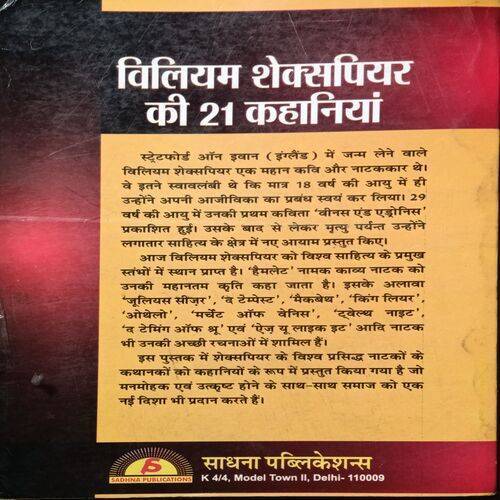 विलियम शेक्सपियर
की 21 कहानियां
स्ट्रेटफोर्ड ऑन इवान (इंग्लैंड) में जन्म लेने वाले
विलियम शेक्सपियर एक महान कवि और नाटककार थे।
वे इतने स्वावलंबी थे कि मात्र 18 वर्ष की आयु में ही
उन्होंने अपनी आजीविका का प्रबंध स्वयं कर लिया। 29
वर्ष की आयु में उनकी प्रथम कविता 'वीनस एंड एडोनिस'
प्रकाशित हुई। उसके बाद से लेकर मृत्यु पर्यन्त उन्होंने
लगातार साहित्य के क्षेत्र में नए आयाम प्रस्तुत किए।
आज विलियम शेक्सपियर को विश्व साहित्य के प्रमुख
स्तंभों में स्थान प्राप्त है। 'हैमलेट' नामक काव्य नाटक को
उनकी महानतम कृति कहा जाता है। इसके अलावा
'जूलियस सीज़र', 'द टेम्पेस्ट', 'मैकबेथ', 'किंग लियर',
'ओथेलो', 'मर्चेंट ऑफ वेनिस', 'ट्वेल्थ नाइट',
'द टेमिंग ऑफ श्रू' एवं 'ऐज़ यू लाइक इट' आदि नाटक
भी उनकी अच्छी रचनाओं में शामिल हैं।
इस पुस्तक में शेक्सपियर के विश्व प्रसिद्ध नाटकों के
कथानकों को कहानियों के रूप में प्रस्तुत किया गया है जो
मनमोहक एवं उत्कृष्ट होने के साथ-साथ समाज को एक
नई दिशा भी प्रदान करते हैं।
SADHNA PUBLICATIONS
साधना पब्लिकेशन्स
K 4/4, Model Town II, Delhi- 110009